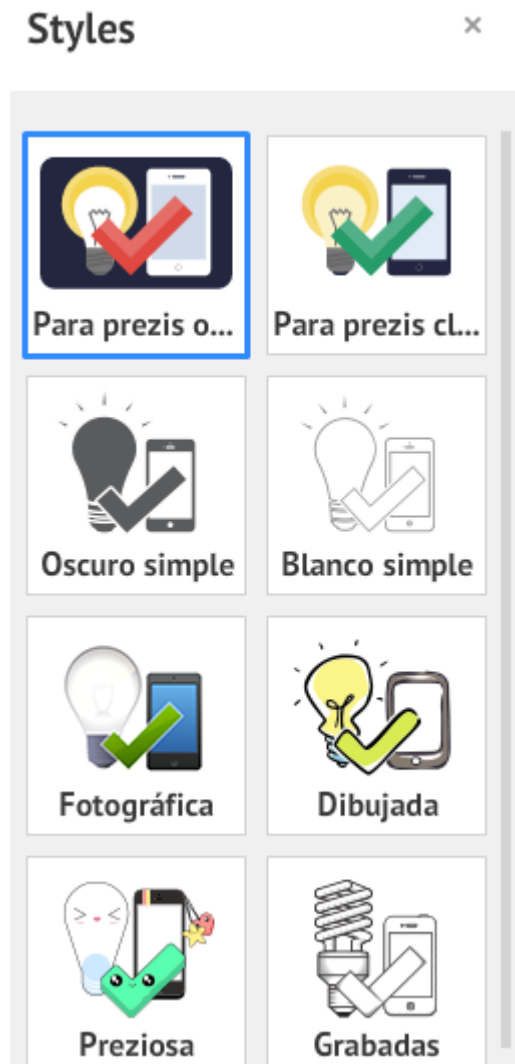 Styles
×
Para prezis o...
Para prezis cl...
Oscuro simple
Blanco simple
Fotográfica
Dibujada
Preziosa
Grabadas